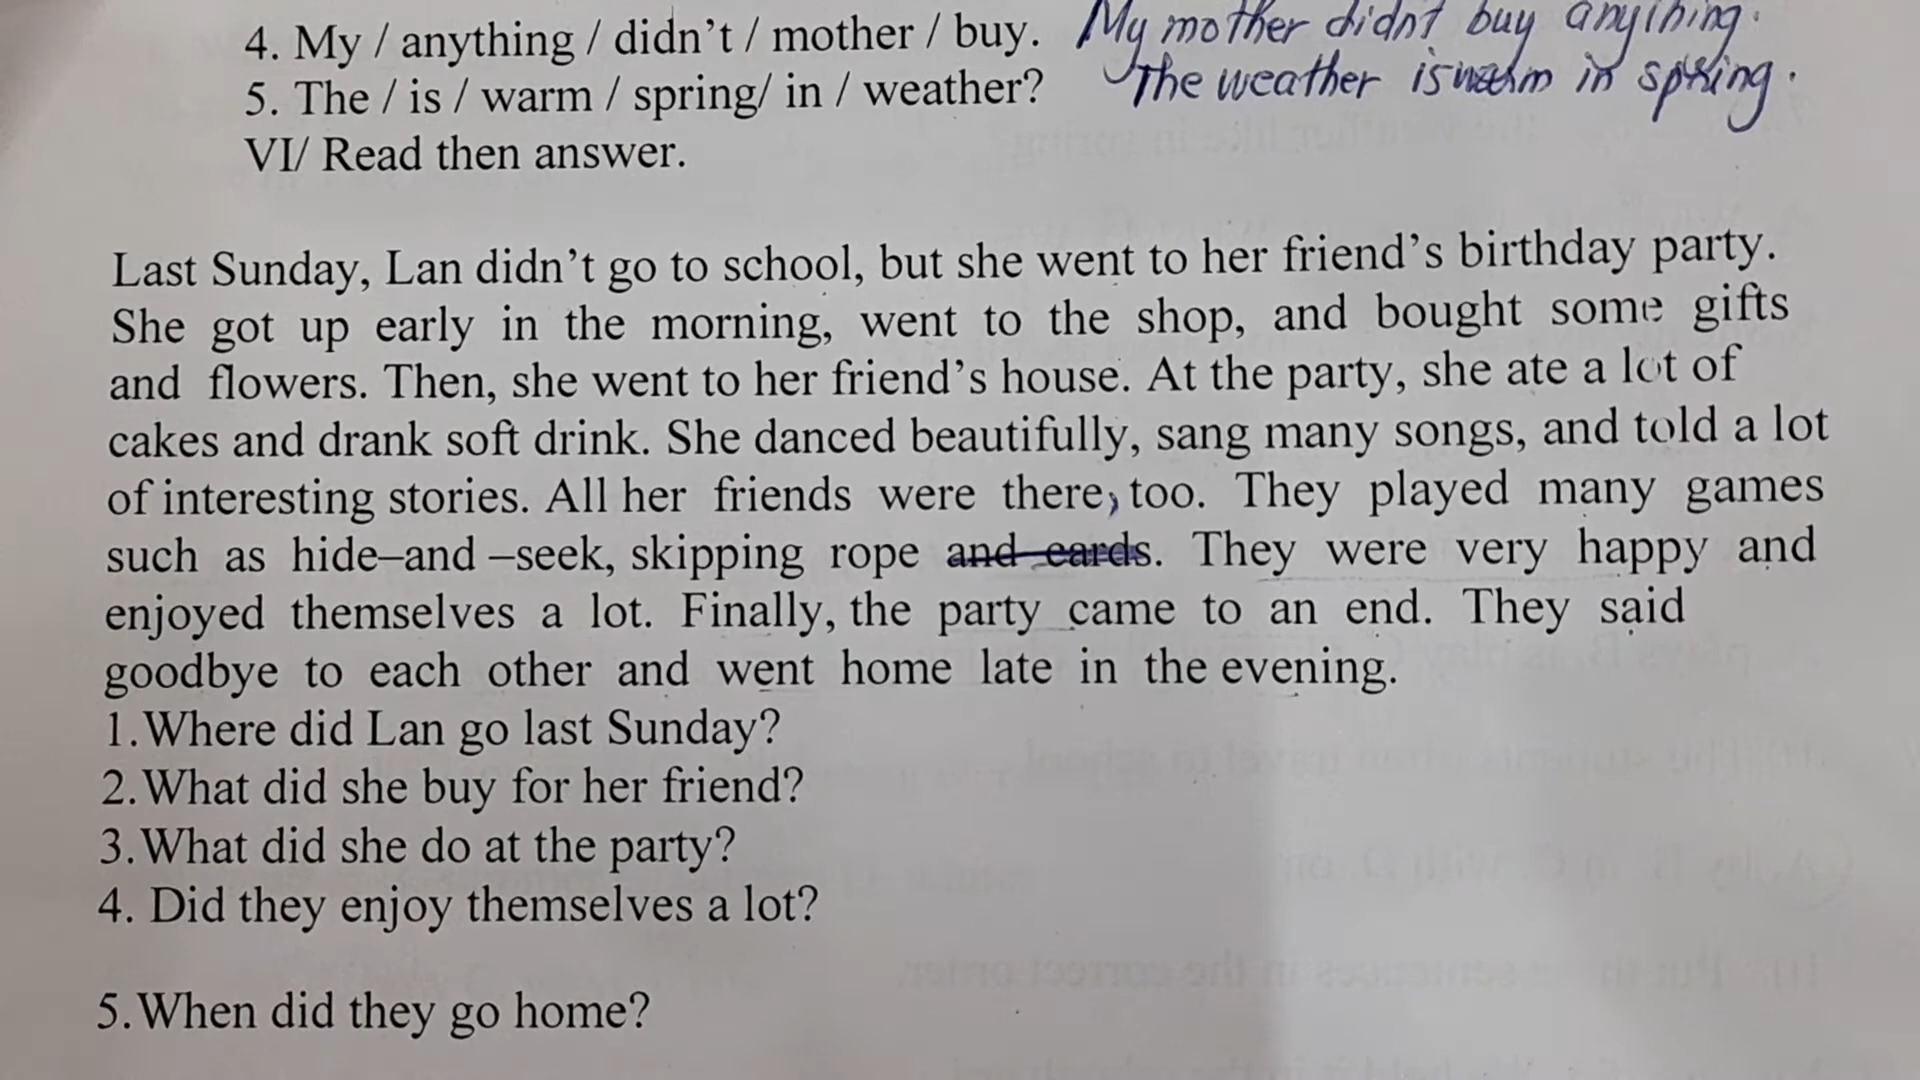 4. My / anything / didn't / mother / buy. My mother didnt buy anything.
5. The / is / warm / spring/ in / weather? The weather is warm in spring.
VI/ Read then answer.
Last Sunday, Lan didn't go to school, but she went to her friend's birthday party.
She got up early in the morning, went to the shop, and bought some gifts
and flowers. Then, she went to her friend's house. At the party, she ate a lot of
cakes and drank soft drink. She danced beautifully, sang many songs, and told a lot
of interesting stories. All her friends were there, too. They played many games
such as hide–and –seek, skipping rope and cards. They were very happy and
enjoyed themselves a lot. Finally, the party came to an end. They said
goodbye to each other and went home late in the evening.
1. Where did Lan go last Sunday?
2. What did she buy for her friend?
3. What did she do at the party?
4. Did they enjoy themselves a lot?
5. When did they go home?